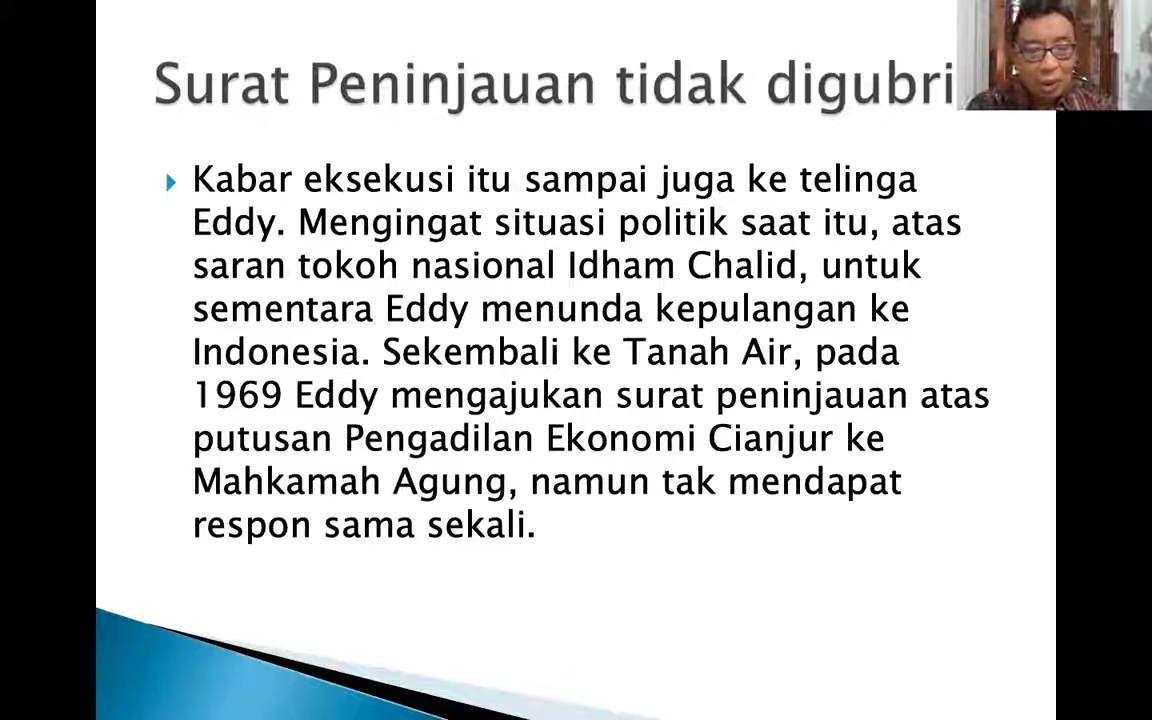 Surat Peninjauan tidak digubri
Kabar eksekusi itu sampai juga ke telinga
Eddy. Mengingat situasi politik saat itu, atas
saran tokoh nasional Idham Chalid, untuk
sementara Eddy menunda kepulangan ke
Indonesia. Sekembali ke Tanah Air, pada
1969 Eddy mengajukan surat peninjauan atas
putusan Pengadilan Ekonomi Cianjur ke
Mahkamah Agung, namun tak mendapat
respon sama sekali.